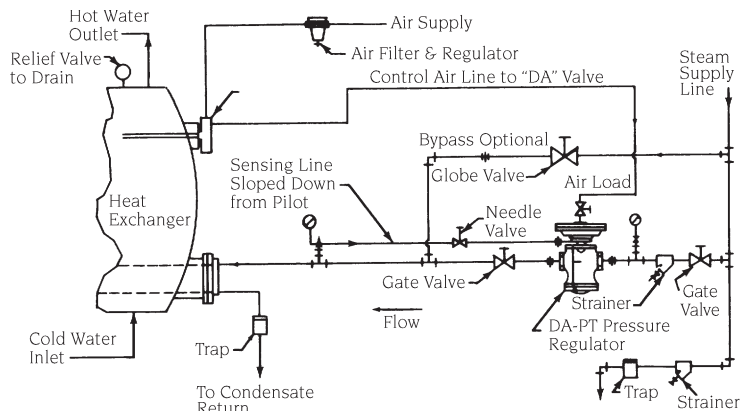 Hot Water
Outlet
Air Supply
Relief Valve
to Drain
Air Filter & Regulator
Steam
Supply
Line
Control Air Line to “DA” Valve
Bypass Optional
Sensing Line
Sloped Down
from Pilot
Globe Valve
Air Load
Heat
Exchanger
Needle
Valve
Gate Valve
Strainer
Gate
Valve
Flow
DA-PT Pressure
Regulator
Cold Water
Inlet
Trap
To Condensate
Return
Trap
Strainer